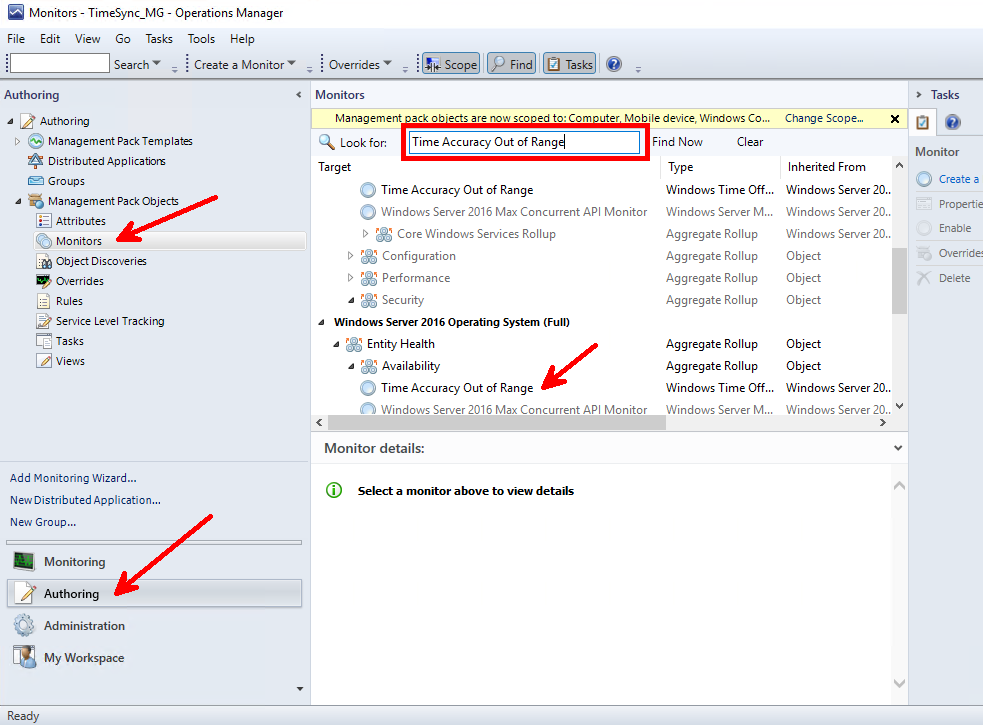 Monitors - TimeSync_MG - Operations Manager
File Edit View Go Tasks Tools Help
Search Create a Monitor Overrides Scope Find Tasks
Authoring
Authoring
Management Pack Templates
Distributed Applications
Groups
Management Pack Objects
Attributes
Monitors
Object Discoveries
Overrides
Rules
Service Level Tracking
Tasks
Views
Add Monitoring Wizard...
New Distributed Application...
New Group...
Monitoring
Authoring
Administration
My Workspace
Monitors
Management pack objects are now scoped to: Computer, Mobile device, Windows Co... Change Scope...
Look for: Time Accuracy Out of Range Find Now Clear
Target Type Inherited From
Time Accuracy Out of Range Windows Time Off... Windows Server 20...
Windows Server 2016 Max Concurrent API Monitor Windows Server M... Windows Server 20...
Core Windows Services Rollup Aggregate Rollup Windows Server 20...
Configuration Aggregate Rollup Object
Performance Aggregate Rollup Object
Security Aggregate Rollup Object
Windows Server 2016 Operating System (Full)
Entity Health Aggregate Rollup Object
Availability Aggregate Rollup Object
Time Accuracy Out of Range Windows Time Off... Windows Server 20...
Windows Server 2016 Max Concurrent API Monitor Windows Server M... Windows Server 20...
Monitor details:
Select a monitor above to view details
Tasks
Monitor
Create a
Propertie
Enable
Overrides
Delete
Ready